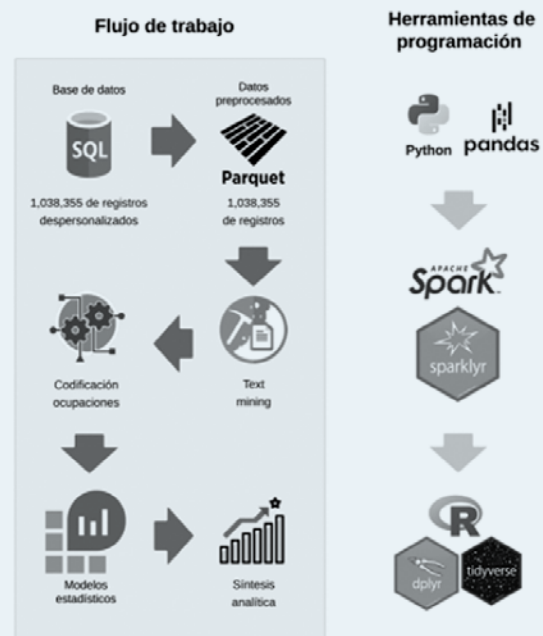 Flujo de trabajo
Herramientas de
programación
Base de datos
SQL
1,038,355 de registros
despersonalizados
Datos
preprocesados
Parquet
1,038,355
de registros
Codificación
ocupaciones
Text
mining
Modelos
estadísticos
Síntesis
analítica
Python
pandas
APACHE
Spark
sparklyr
R
dplyr
tidyverse